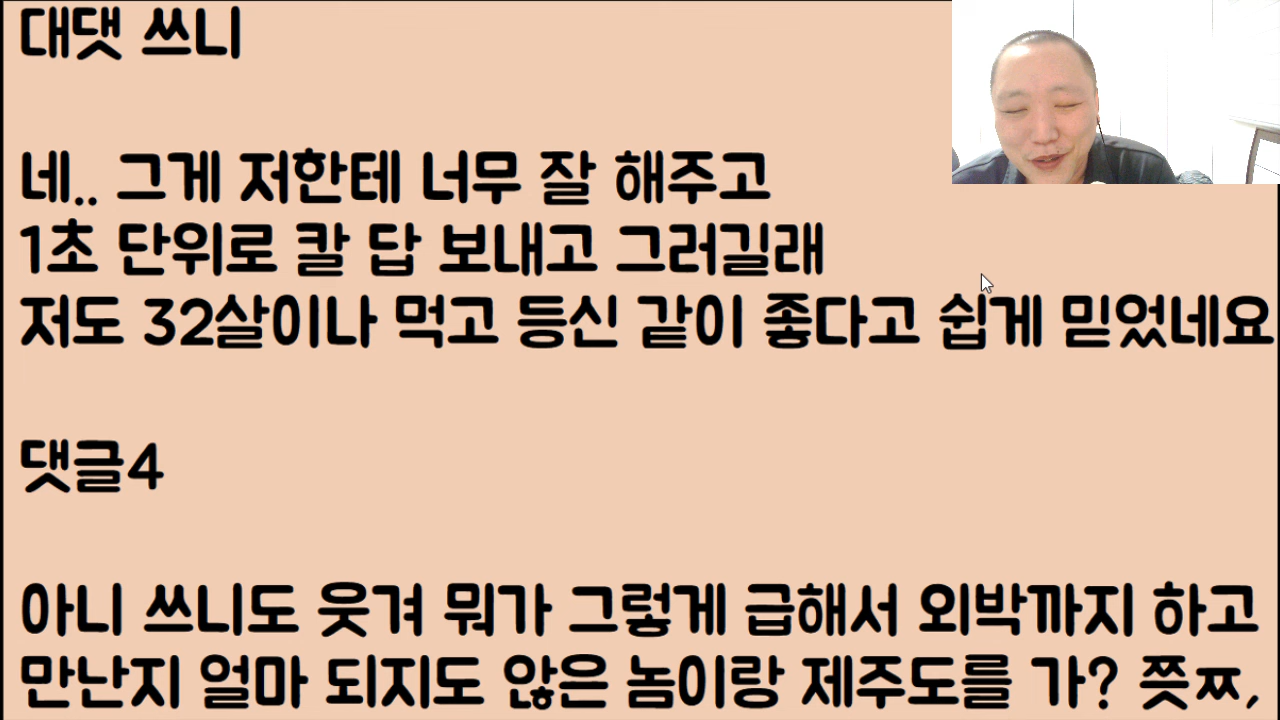 대댓 쓰니
네.. 그게 저한테 너무 잘 해주고
1초 단위로 칼 답 보내고 그러길래
저도 32살이나 먹고 등신 같이 좋다고 쉽게 믿었네요
댓글4
아니 쓰니도 웃겨 뭐가 그렇게 급해서 외박까지 하고
만난지 얼마 되지도 않은 놈이랑 제주도를 가? 쯧ㅉ,